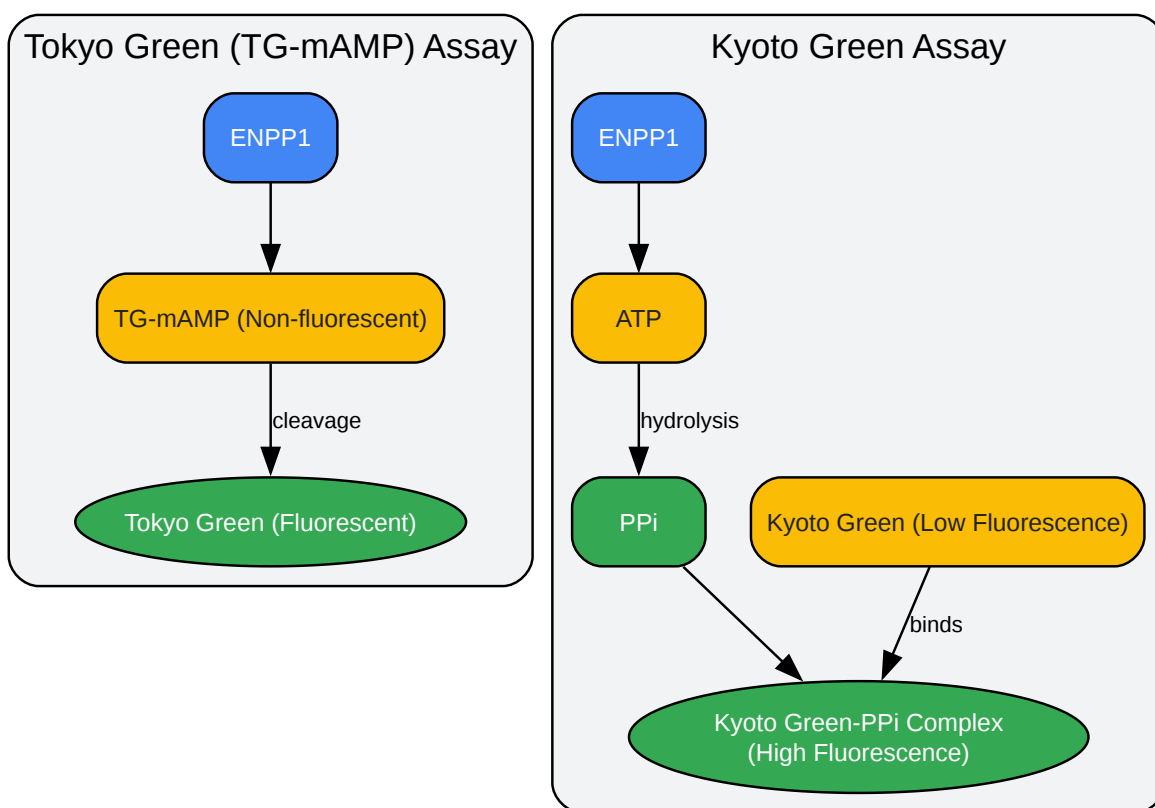 Tokyo Green (TG-mAMP) Assay
ENPP1
TG-mAMP (Non-fluorescent)
cleavage
Tokyo Green (Fluorescent)
Kyoto Green Assay
ENPP1
ATP
hydrolysis
PPi
Kyoto Green (Low Fluorescence)
binds
Kyoto Green-PPi Complex
(High Fluorescence)